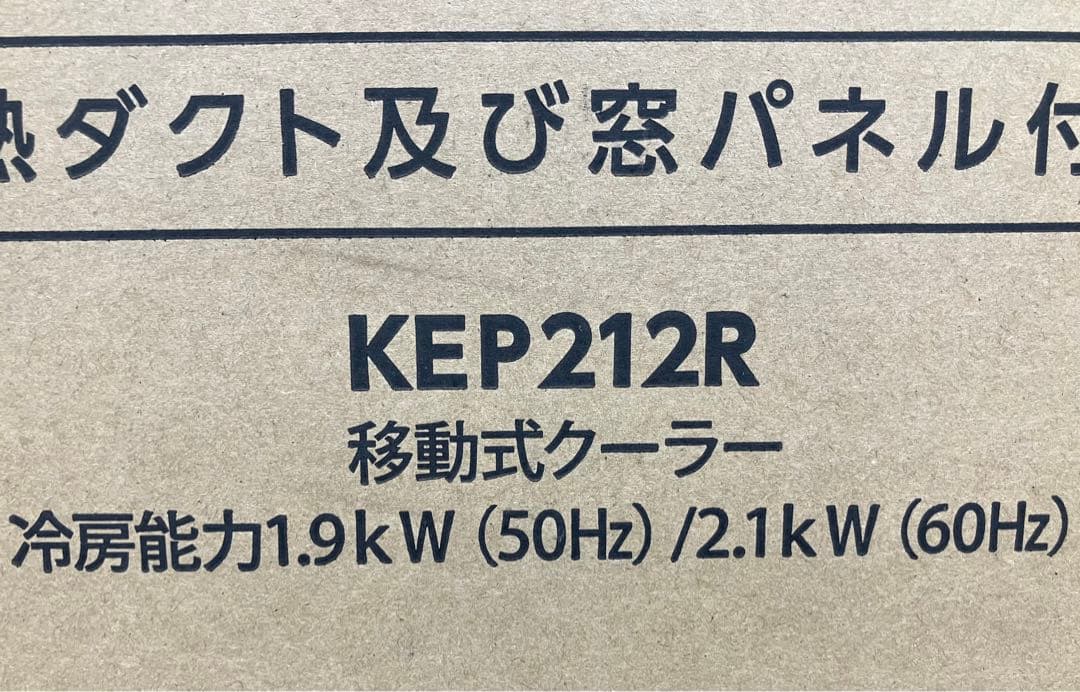 熱ダクト及び窓パネル付
KEP212R
移動式クーラー
冷房能力1.9kW（50Hz）/2.1kW（60Hz）